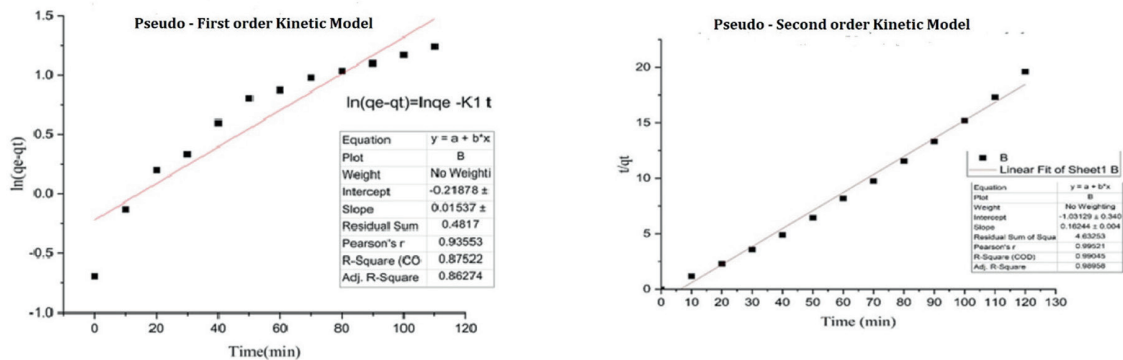 Pseudo - First order Kinetic Model
1.5
1.0
0.5
0.0
-0.5
-1.0
ln(qe-qt)
0 20 40 60 80 100 120
Time(min)
ln(qe-qt)=lnqe -K1 t
Equation y = a + b*x
Plot B
Weight No Weighti
Intercept -0.21878 ±
Slope 0.01537 ±
Residual Sum 0.4817
Pearson's r 0.93553
R-Square (CO 0.87522
Adj. R-Square 0.86274
Pseudo - Second order Kinetic Model
20
15
10
5
0
t/qt
0 10 20 30 40 50 60 70 80 90 100 110 120 130
Time (min)
B
Linear Fit of Sheet1 B
Equation y = a + b*x
Plot B
Weight No Weighting
Intercept -1.03129 ± 0.340
Slope 0.16244 ± 0.004
Residual Sum of Squa 4.63253
Pearson's r 0.99521
R-Square (COD) 0.99045
Adj. R-Square 0.98958